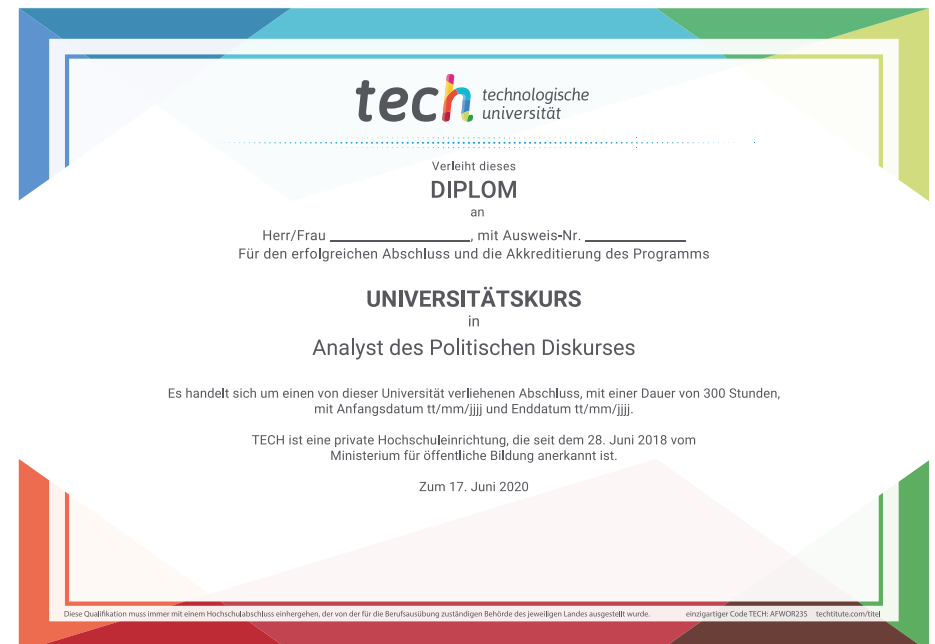 tech technologische
universität
Verleiht dieses
DIPLOM
an
Herr/Frau ____________________, mit Ausweis-Nr. ______________
Für den erfolgreichen Abschluss und die Akkreditierung des Programms
UNIVERSITÄTSKURS
in
Analyst des Politischen Diskurses
Es handelt sich um einen von dieser Universität verliehenen Abschluss, mit einer Dauer von 300 Stunden,
mit Anfangsdatum tt/mm/jjjj und Enddatum tt/mm/jjjj.
TECH ist eine private Hochschuleinrichtung, die seit dem 28. Juni 2018 vom
Ministerium für öffentliche Bildung anerkannt ist.
Zum 17. Juni 2020
Diese Qualifikation muss immer mit einem Hochschulabschluss einhergehen, der von der für die Berufsausübung zuständigen Behörde des jeweiligen Landes ausgestellt wurde. einzigartiger Code TECH: AFWOR23S techtitute.com/titel